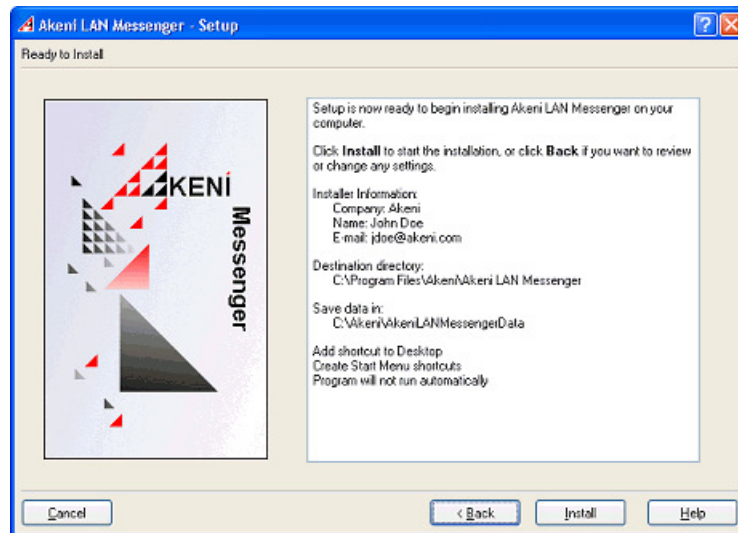 Akeni LAN Messenger - Setup
Ready to Install
AKENI
Messenger
Setup is now ready to begin installing Akeni LAN Messenger on your
computer.
Click Install to start the installation, or click Back if you want to review
or change any settings.
Installer Information:
Company: Akeni
Name: John Doe
E-mail: jdoe@akeni.com
Destination directory:
C:\Program Files\Akeni\Akeni LAN Messenger
Save data in:
C:\Akeni\AkeniLANMessengerData
Add shortcut to Desktop
Create Start Menu shortcuts
Program will not run automatically
Cancel
< Back
Install
Help